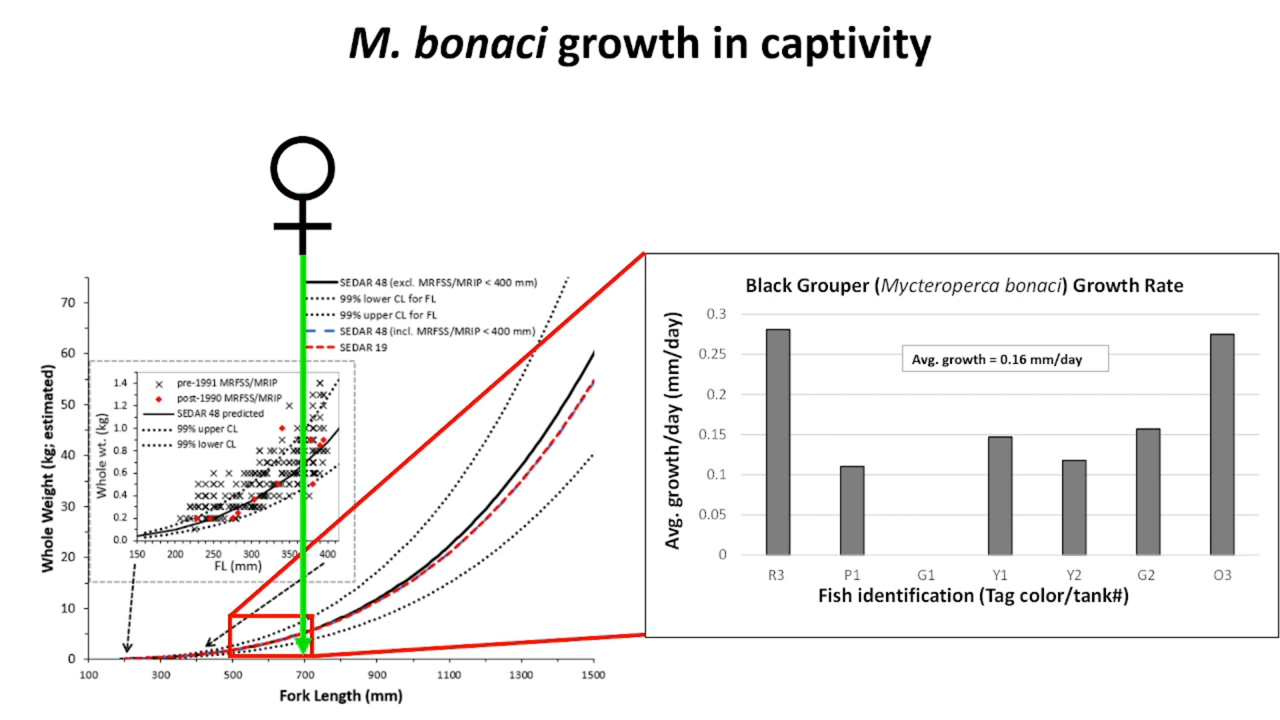 M. bonaci growth in captivity
SEDAR 48 (excl. MRFSS/MRIP < 400 mm)
99% lower CL for FL
99% upper CL for FL
SEDAR 48 (incl. MRFSS/MRIP < 400 mm)
SEDAR 19
Whole Weight (kg; estimated)
70
60
50
40
30
20
10
0
100
300
500
700
900
1100
1300
1500
Fork Length (mm)
pre-1991 MRFSS/MRIP
post-1990 MRFSS/MRIP
SEDAR 48 predicted
99% upper CL
99% lower CL
Whole wt. (kg)
1.4
1.2
1.0
0.8
0.6
0.4
0.2
0.0
150
200
250
300
350
400
FL (mm)
Black Grouper (Mycteroperca bonaci) Growth Rate
Avg. growth = 0.16 mm/day
Avg. growth/day (mm/day)
0.3
0.25
0.2
0.15
0.1
0.05
0
R3
P1
G1
Y1
Y2
G2
O3
Fish identification (Tag color/tank#)